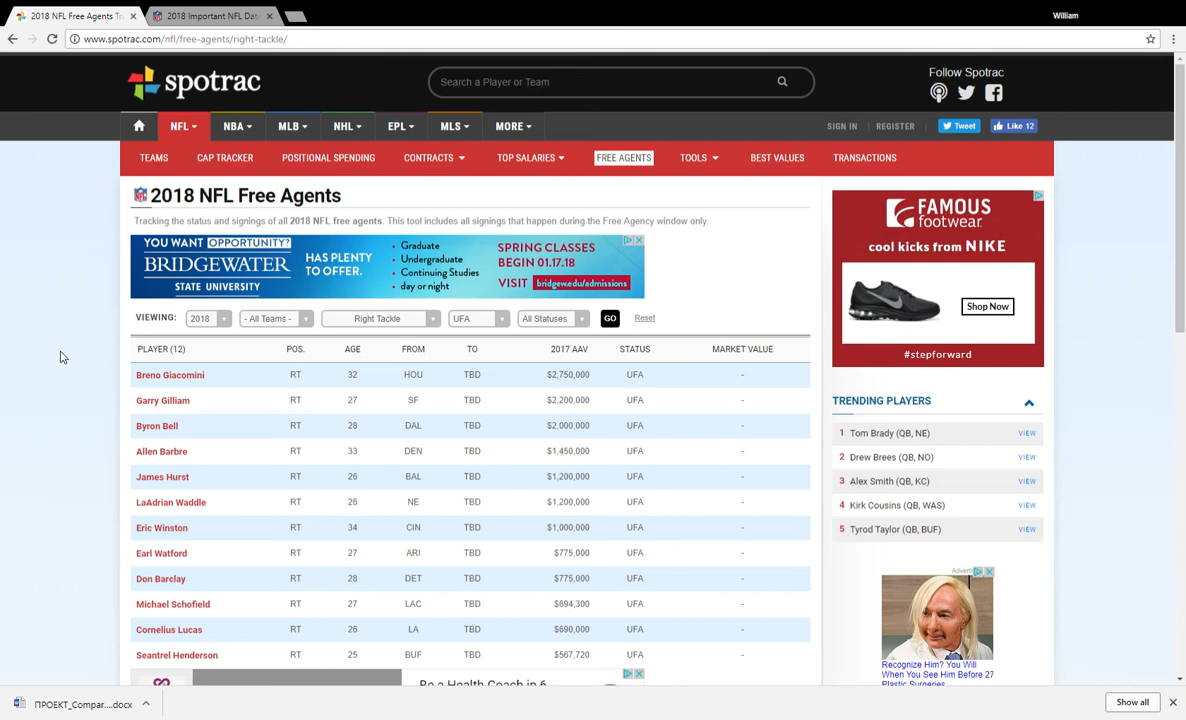 2018 NFL Free Agents Tr
2018 Important NFL Dat
William
www.spotrac.com/nfl/free-agents/right-tackle/
spotrac
Search a Player or Team
Follow Spotrac
NFL NBA MLB NHL EPL MLS MORE
SIGN IN REGISTER Tweet Like 12
TEAMS CAP TRACKER POSITIONAL SPENDING CONTRACTS TOP SALARIES FREE AGENTS TOOLS BEST VALUES TRANSACTIONS
2018 NFL Free Agents
Tracking the status and signings of all 2018 NFL free agents. This tool includes all signings that happen during the Free Agency window only.
YOU WANT OPPORTUNITY?
BRIDGEWATER
STATE UNIVERSITY
HAS PLENTY
TO OFFER.
• Graduate
• Undergraduate
• Continuing Studies
• day or night
SPRING CLASSES
BEGIN 01.17.18
VISIT bridgew.edu/admissions
VIEWING: 2018 - All Teams - Right Tackle UFA All Statuses GO Reset
PLAYER (12) POS. AGE FROM TO 2017 AAV STATUS MARKET VALUE
Breno Giacomini RT 32 HOU TBD $2,750,000 UFA -
Garry Gilliam RT 27 SF TBD $2,200,000 UFA -
Byron Bell RT 28 DAL TBD $2,000,000 UFA -
Allen Barbre RT 33 DEN TBD $1,450,000 UFA -
James Hurst RT 26 BAL TBD $1,200,000 UFA -
LaAdrian Waddle RT 26 NE TBD $1,200,000 UFA -
Eric Winston RT 34 CIN TBD $1,000,000 UFA -
Earl Watford RT 27 ARI TBD $775,000 UFA -
Don Barclay RT 28 DET TBD $775,000 UFA -
Michael Schofield RT 27 LAC TBD $694,300 UFA -
Cornelius Lucas RT 26 LA TBD $690,000 UFA -
Seantrel Henderson RT 25 BUF TBD $567,720 UFA -
Be a Health Coach in 6
FAMOUS
footwear
cool kicks from NIKE
Shop Now
#stepforward
TRENDING PLAYERS
1 Tom Brady (QB, NE) VIEW
2 Drew Brees (QB, NO) VIEW
3 Alex Smith (QB, KC) VIEW
4 Kirk Cousins (QB, WAS) VIEW
5 Tyrod Taylor (QB, BUF) VIEW
Adverti
Recognize Him? You Will
When You See Him Before 27
Plastic Surgeries
ПРОЕКТ_Compar....docx
Show all